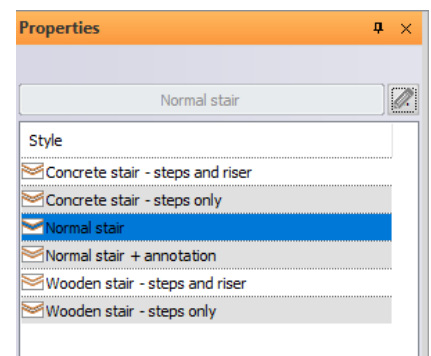 Properties
Normal stair
Style
Concrete stair - steps and riser
Concrete stair - steps only
Normal stair
Normal stair + annotation
Wooden stair - steps and riser
Wooden stair - steps only